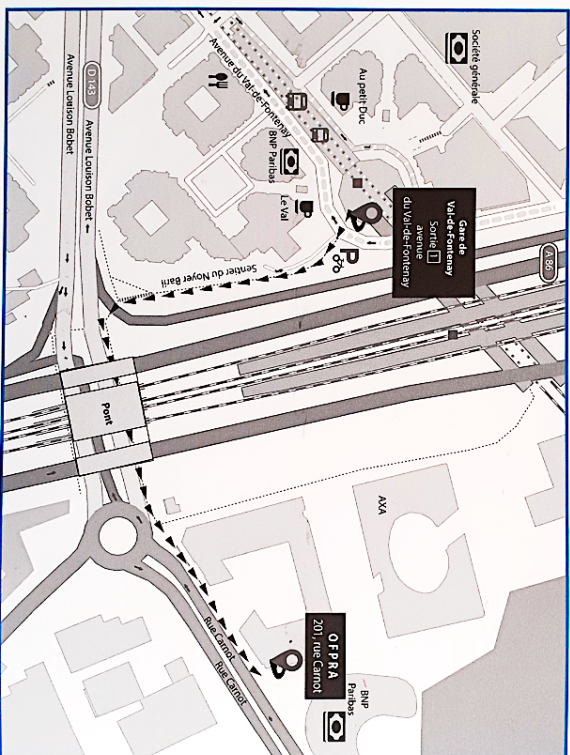 Société générale
Au petit Duc
Avenue du Val-de-Fontenay
BNP Paribas
Le Val
Gare de
Val-de-Fontenay
Sortie 1
avenue
du Val-de-Fontenay
A 86
P
Sentier du Noyer Baril
D 143
Avenue Louison Bobet
Avenue Louison Bobet
Pont
AXA
OFPRA
201, rue Carnot
BNP
Paribas
Rue Carnot
Rue Carnot